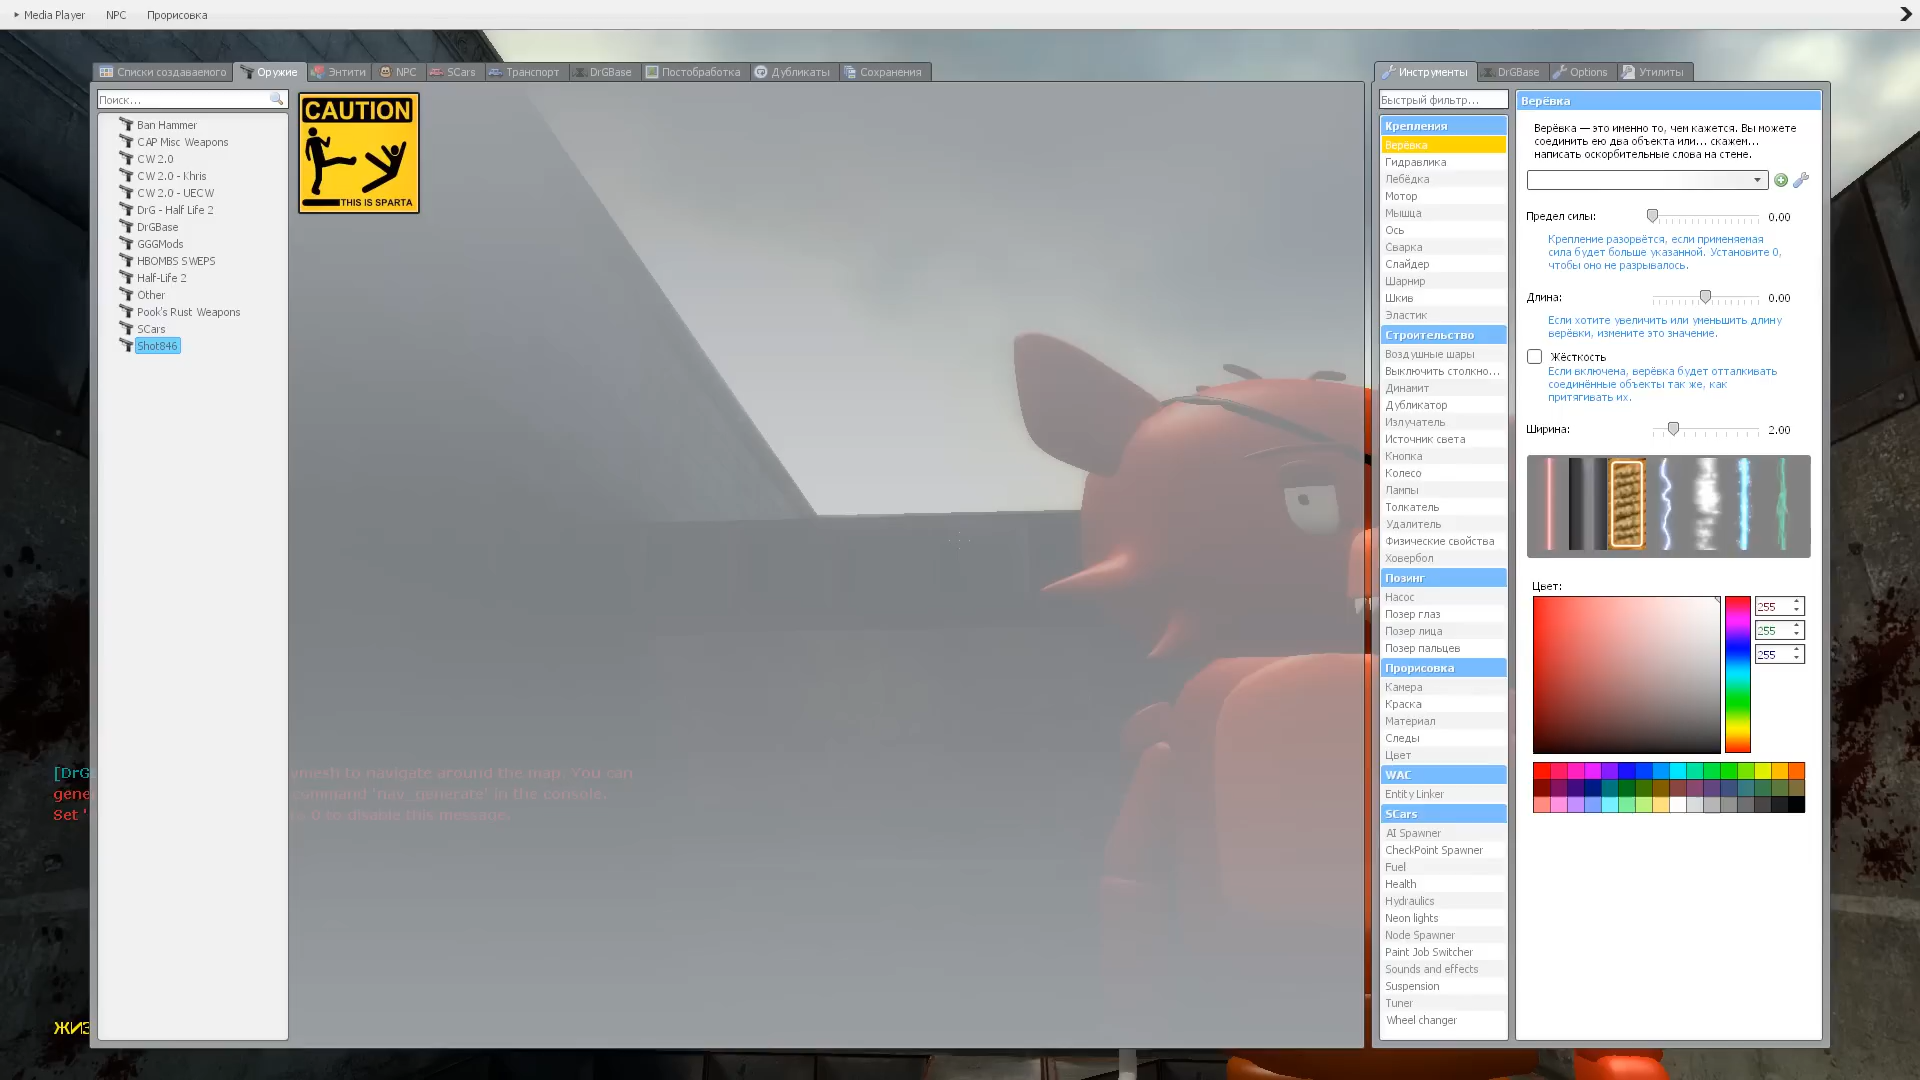 Media Player
NPC
Прорисовка
Списки создаваемого
Оружие
Энтити
NPC
SCars
Транспорт
DrGBase
Постобработка
Дубликаты
Сохранения
Инструменты
DrGBase
Options
Утилиты
Поиск...
Ban Hammer
CAP Misc Weapons
CW 2.0
CW 2.0 - Khris
CW 2.0 - UECW
DrG - Half Life 2
DrGBase
GGGMods
HBOMBS SWEPS
Half-Life 2
Other
Pook's Rust Weapons
SCars
Shot846
CAUTION
THIS IS SPARTA
[DrG
to navigate around the map. You can
gene
'nav_generate' in the console.
Set '
0 to disable this message.
Быстрый фильтр...
Крепления
Верёвка
Гидравлика
Лебёдка
Мотор
Мышца
Ось
Сварка
Слайдер
Шарнир
Шкив
Эластик
Строительство
Воздушные шары
Выключить столкно...
Динамит
Дубликатор
Излучатель
Источник света
Кнопка
Колесо
Лампы
Толкатель
Удалитель
Физические свойства
Ховербол
Позинг
Насос
Позер глаз
Позер лица
Позер пальцев
Прорисовка
Камера
Краска
Материал
Следы
Цвет
WAC
Entity Linker
SCars
AI Spawner
CheckPoint Spawner
Fuel
Health
Hydraulics
Neon lights
Node Spawner
Paint Job Switcher
Sounds and effects
Suspension
Tuner
Wheel changer
Верёвка
Верёвка — это именно то, чем кажется. Вы можете
соединить ею два объекта или... скажем...
написать оскорбительные слова на стене.
Предел силы:
0.00
Крепление разорвётся, если применяемая
сила будет больше указанной. Установите 0,
чтобы оно не разрывалось.
Длина:
0.00
Если хотите увеличить или уменьшить длину
верёвки, измените это значение.
Жёсткость
Если включена, верёвка будет отталкивать
соединённые объекты так же, как
притягивать их.
Ширина:
2.00
Цвет:
255
255
255